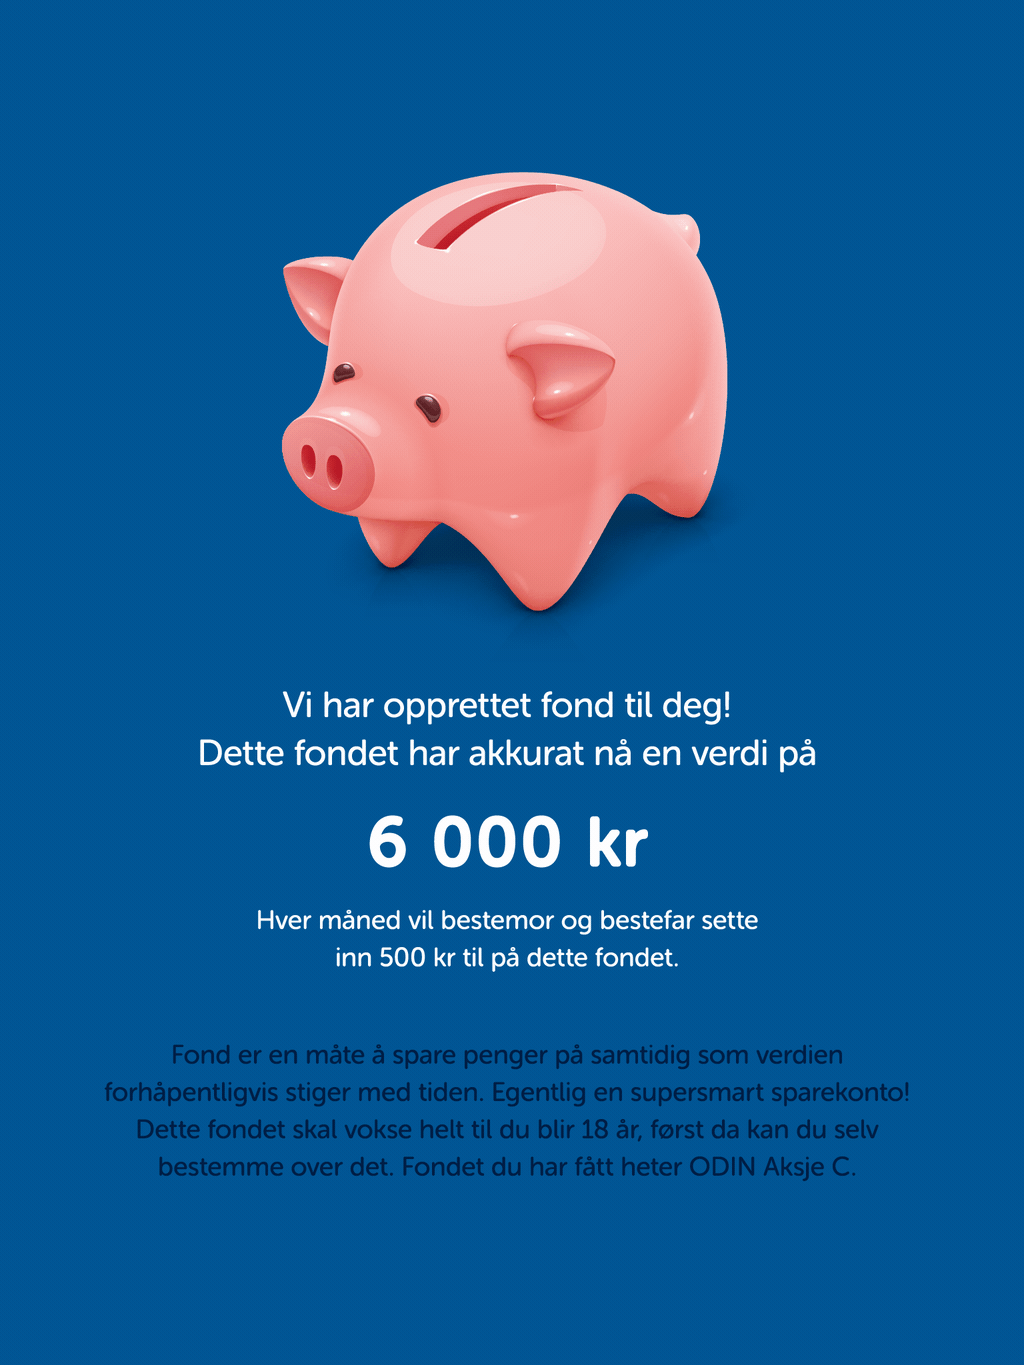 Vi har opprettet fond til deg!
Dette fondet har akkurat nå en verdi på
6 000 kr
Hver måned vil bestemor og bestefar sette
inn 500 kr til på dette fondet.
Fond er en måte å spare penger på samtidig som verdien
forhåpentligvis stiger med tiden. Egentlig en supersmart sparekonto!
Dette fondet skal vokse helt til du blir 18 år, først da kan du selv
bestemme over det. Fondet du har fått heter ODIN Aksje C.